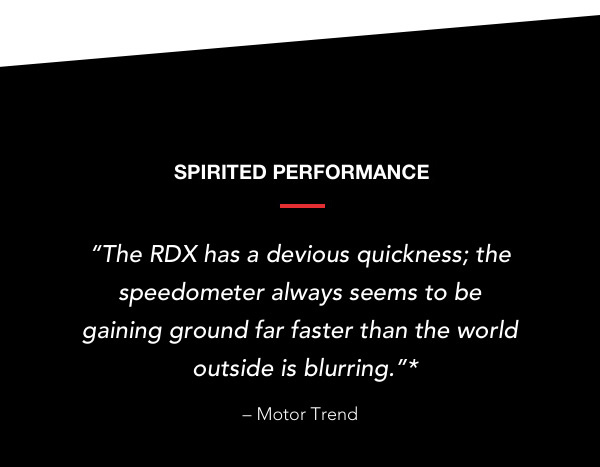 SPIRITED PERFORMANCE
“The RDX has a devious quickness; the
speedometer always seems to be
gaining ground far faster than the world
outside is blurring.”*
– Motor Trend